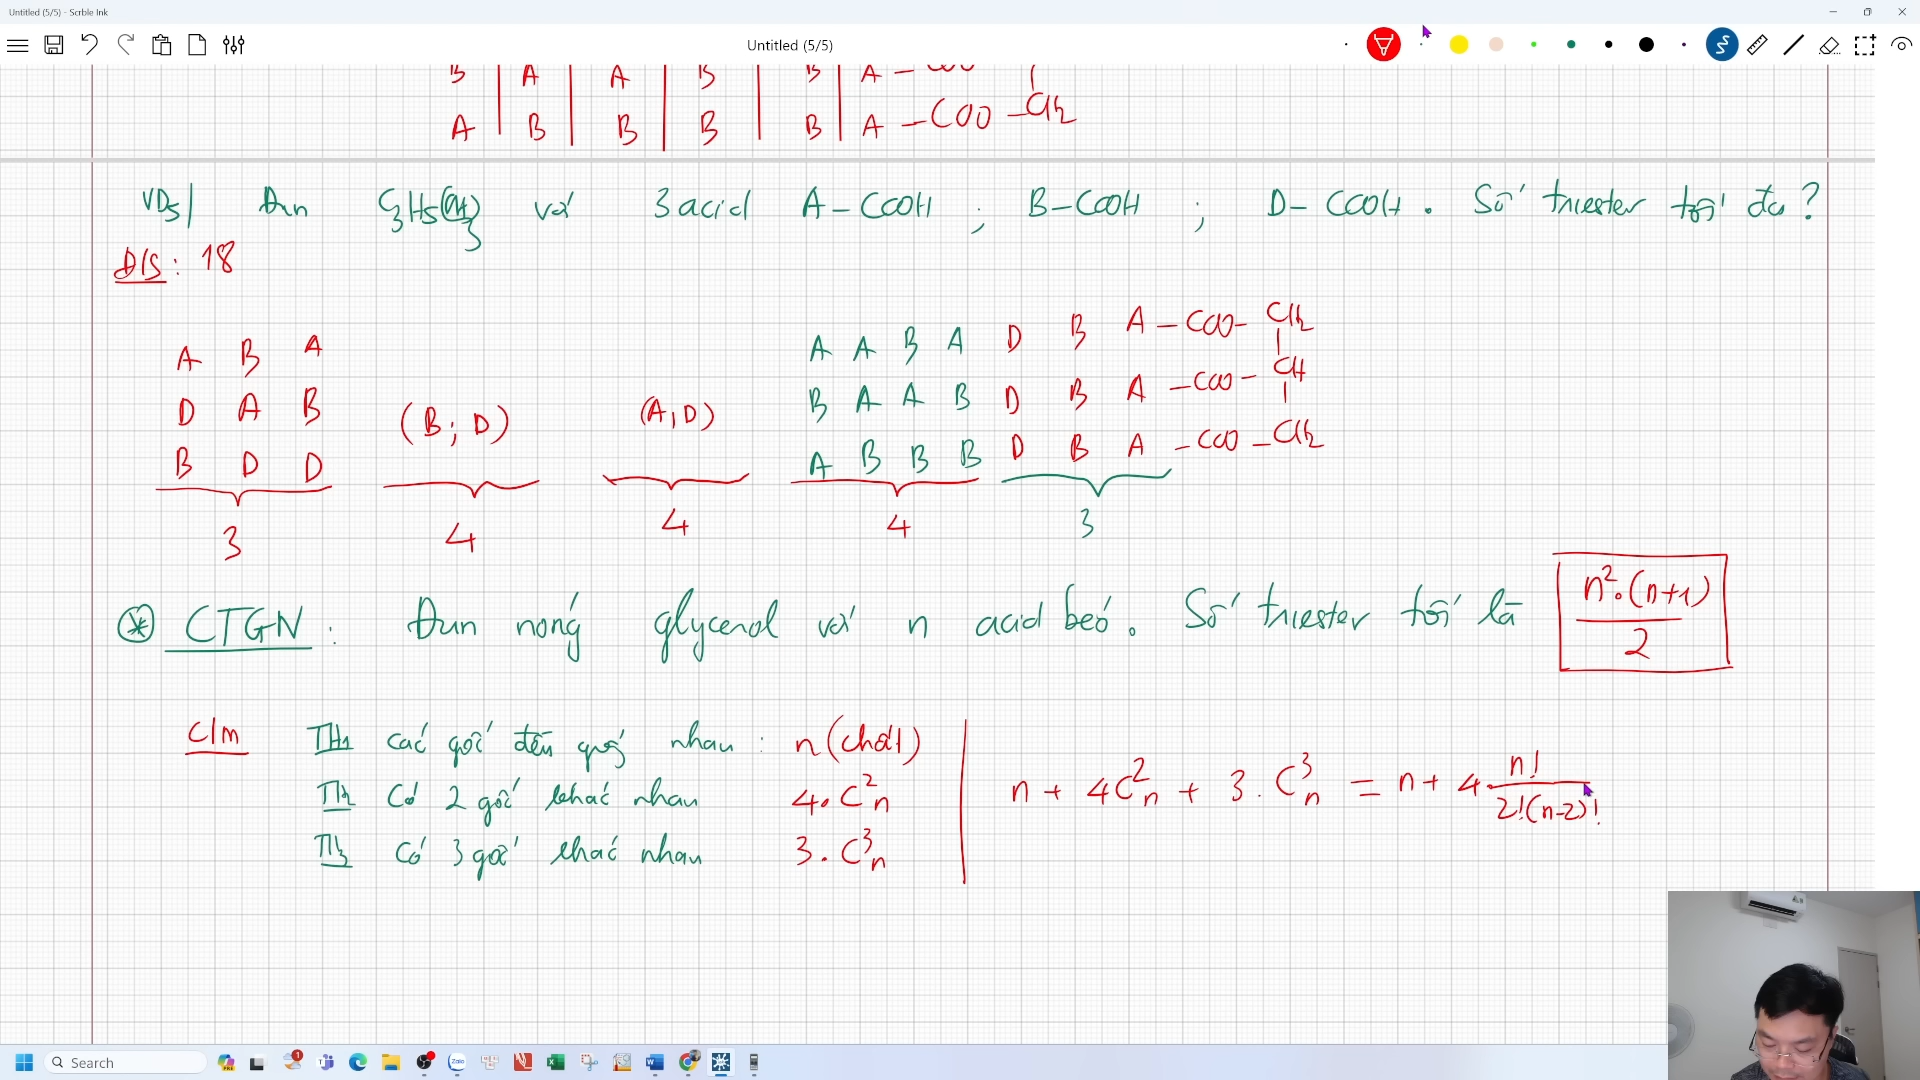 Untitled (5/5) - Scrble Ink
Untitled (5/5)
B A A B B A - COO
A B B B B A - COO - CH2
VD5/ Đun C3H5(OH)3 với 3 acid A-COOH ; B-COOH ; D-COOH . Số triester tối đa ?
Đ/S : 18
A B A A A B A D B A - COO - CH2
D A B (B; D) (A,D) B A A B D B A - COO - CH
B D D A B B B D B A - COO - CH2
3 4 4 4 3
* CTGN : Đun nóng glycerol với n acid beó. Số triester tối là n².(n+1)/2
C/m TH1 các gốc đều giống nhau : n (chất)
TH2 Có 2 gốc khác nhau 4.C²n
TH3 Có 3 gốc khác nhau 3.C³n
n + 4C²n + 3.C³n = n + 4.n!/2!(n-2)!
Search